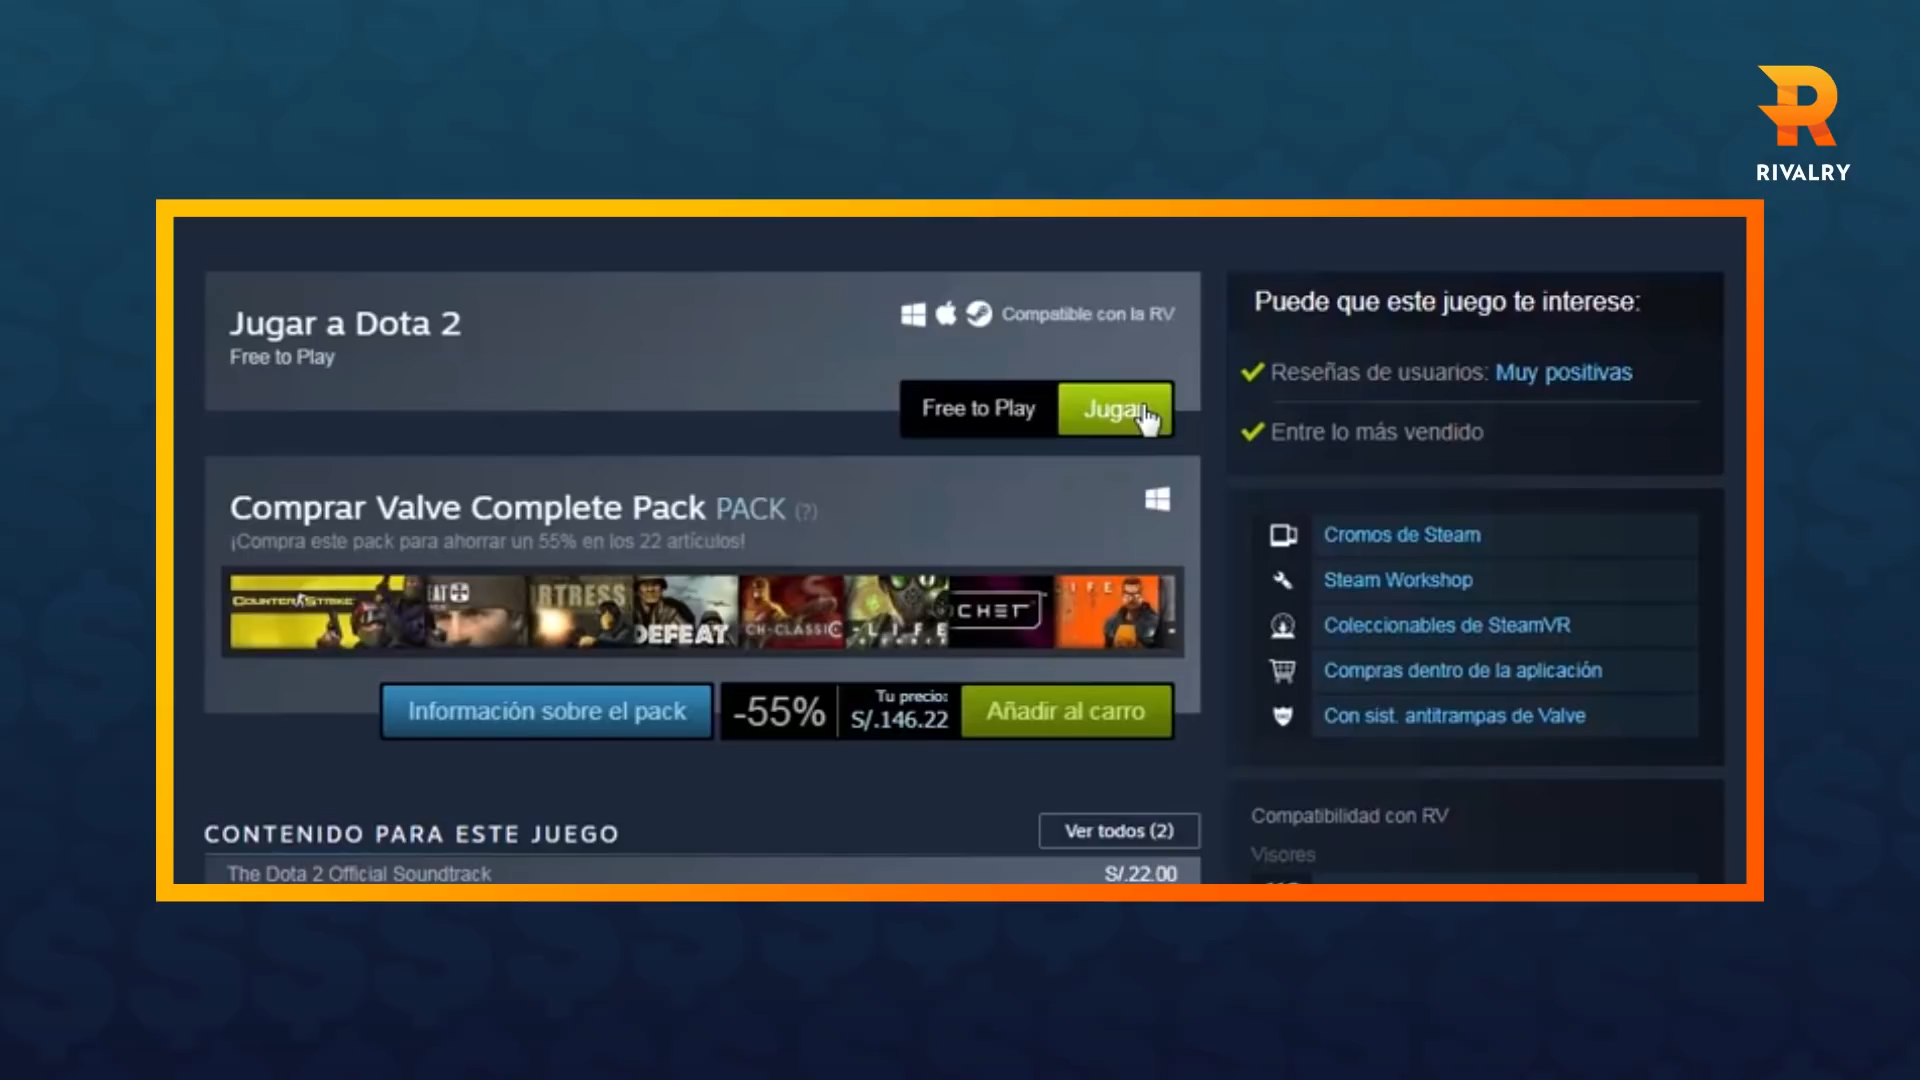 RIVALRY
Jugar a Dota 2
Compatible con la RV
Free to Play
Free to Play
Jugar
Comprar Valve Complete Pack PACK (?)
¡Compra este pack para ahorrar un 55% en los 22 artículos!
COUNTER STRIKE
DEFEAT
Información sobre el pack
-55%
Tu precio:
S/.146.22
Añadir al carro
CONTENIDO PARA ESTE JUEGO
Ver todos (2)
The Dota 2 Official Soundtrack
S/.22.00
Puede que este juego te interese:
Reseñas de usuarios: Muy positivas
Entre lo más vendido
Cromos de Steam
Steam Workshop
Coleccionables de SteamVR
Compras dentro de la aplicación
Con sist. antitrampas de Valve
Compatibilidad con RV
Visores